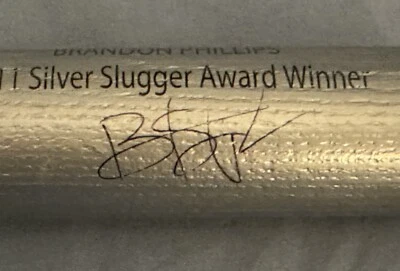 BRANDON PHILLIPS
11 Silver Slugger Award Winner